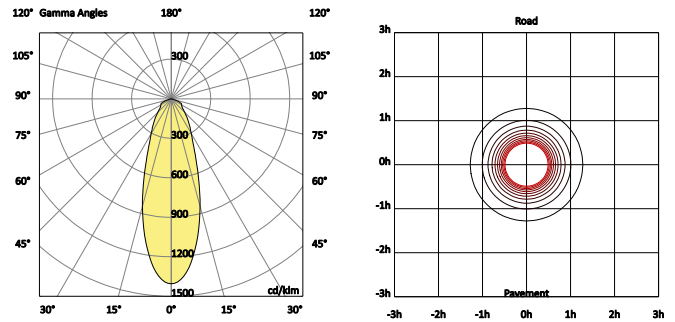 120° Gamma Angles 180° 120°
105° 300 105°
90° 90°
75° 300 75°
60° 600 60°
900
45° 1200 45°
cd/klm
1500
30° 15° 0° 15° 30°
Road
3h
2h
1h
0h
-1h
-2h
-3h
Pavement
-3h -2h -1h 0h 1h 2h 3h